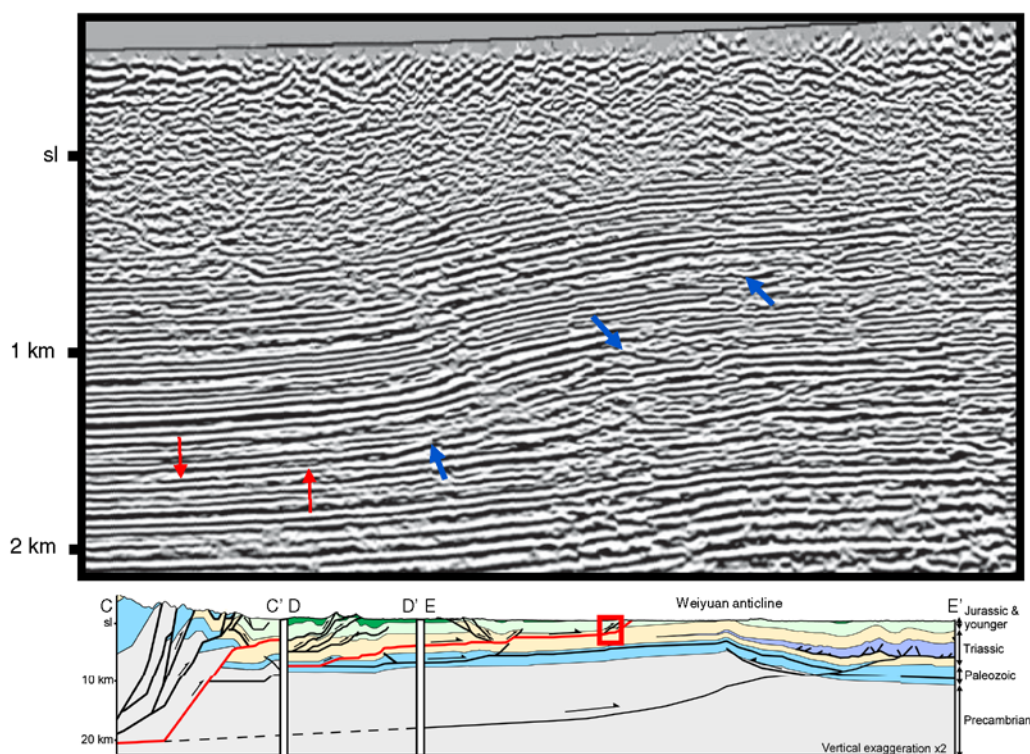 sl
1 km
2 km
C C' D D' E Weiyuan anticline E'
sl
Jurassic &
younger
Triassic
10 km
Paleozoic
Precambrian
20 km
Vertical exaggeration x2